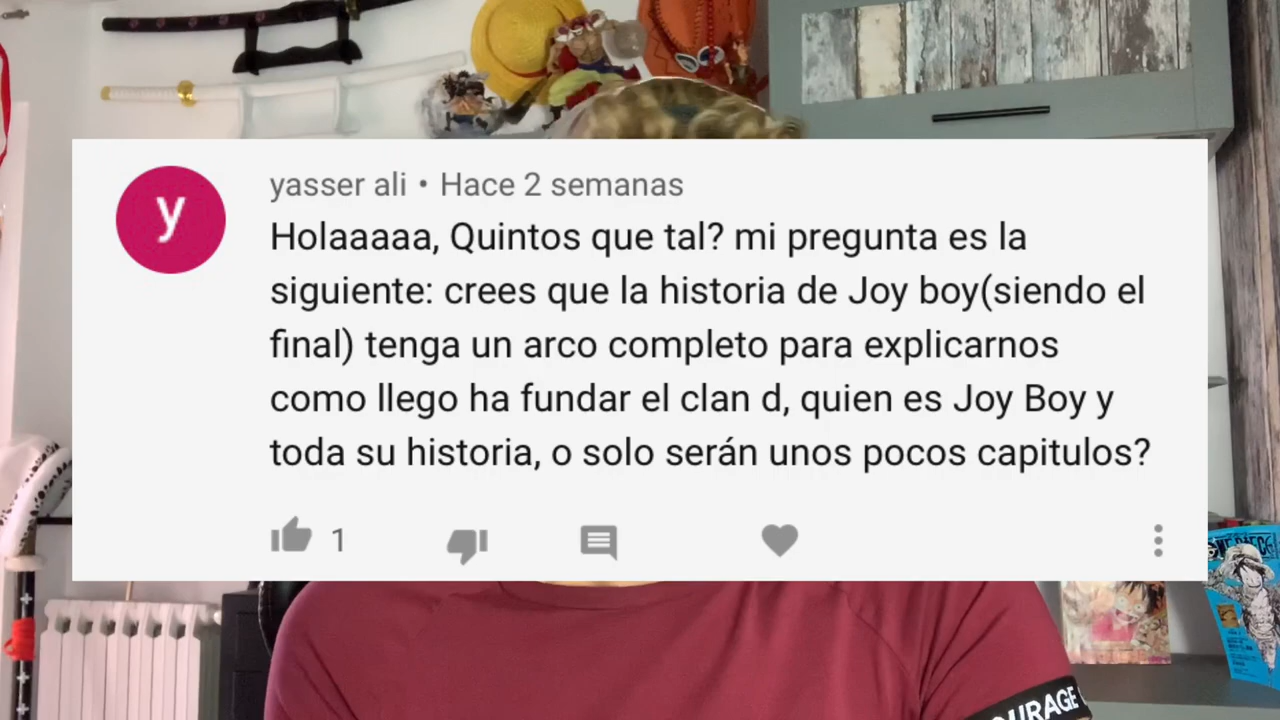 yasser ali • Hace 2 semanas
y
Holaaaaa, Quintos que tal? mi pregunta es la
siguiente: crees que la historia de Joy boy(siendo el
final) tenga un arco completo para explicarnos
como llego ha fundar el clan d, quien es Joy Boy y
toda su historia, o solo serán unos pocos capitulos?
1